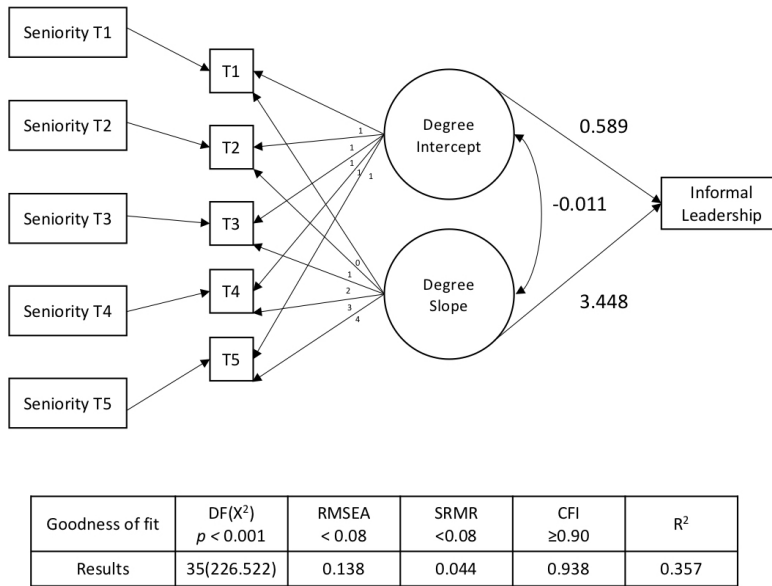 Seniority T1
Seniority T2
Seniority T3
Seniority T4
Seniority T5
T1
T2
T3
T4
T5
1
1
1
1
1
0
1
2
3
4
Degree
Intercept
Degree
Slope
0.589
-0.011
3.448
Informal
Leadership
Goodness of fit
DF(X²)
p < 0.001
RMSEA
< 0.08
SRMR
<0.08
CFI
≥0.90
R²
Results
35(226.522)
0.138
0.044
0.938
0.357